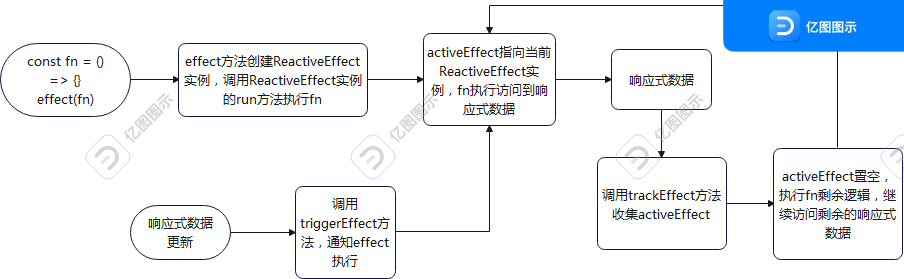 亿图图示
const fn = ()
=> {}
effect(fn)
effect方法创建ReactiveEffect
实例，调用ReactiveEffect实例
的run方法执行fn
activeEffect指向当前
ReactiveEffect实
例，fn执行访问到响
应式数据
响应式数据
亿图图示
亿图图示
亿图图示
调用trackEffect方法
收集activeEffect
activeEffect置空，
执行fn剩余逻辑，继
续访问剩余的响应式
数据
响应式数据
更新
调用
triggerEffect方
法，通知effect
执行